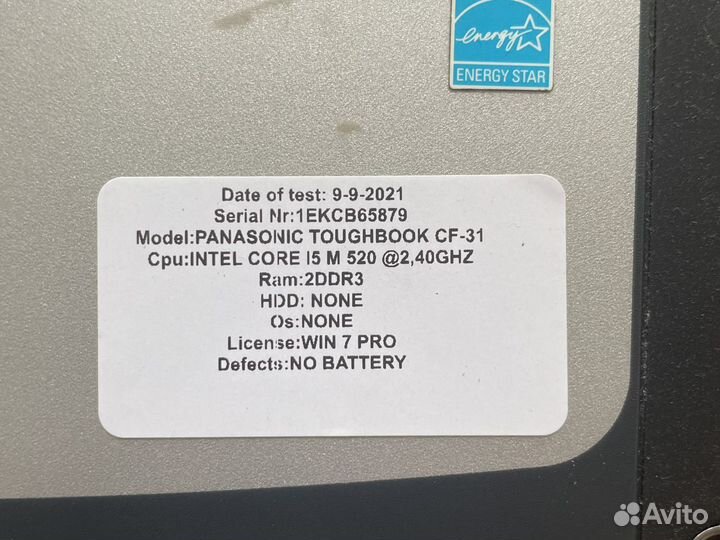 energy
ENERGY STAR
Date of test: 9-9-2021
Serial Nr:1EKCB65879
Model:PANASONIC TOUGHBOOK CF-31
Cpu:INTEL CORE I5 M 520 @2,40GHZ
Ram:2DDR3
HDD: NONE
Os:NONE
License:WIN 7 PRO
Defects:NO BATTERY
Avito